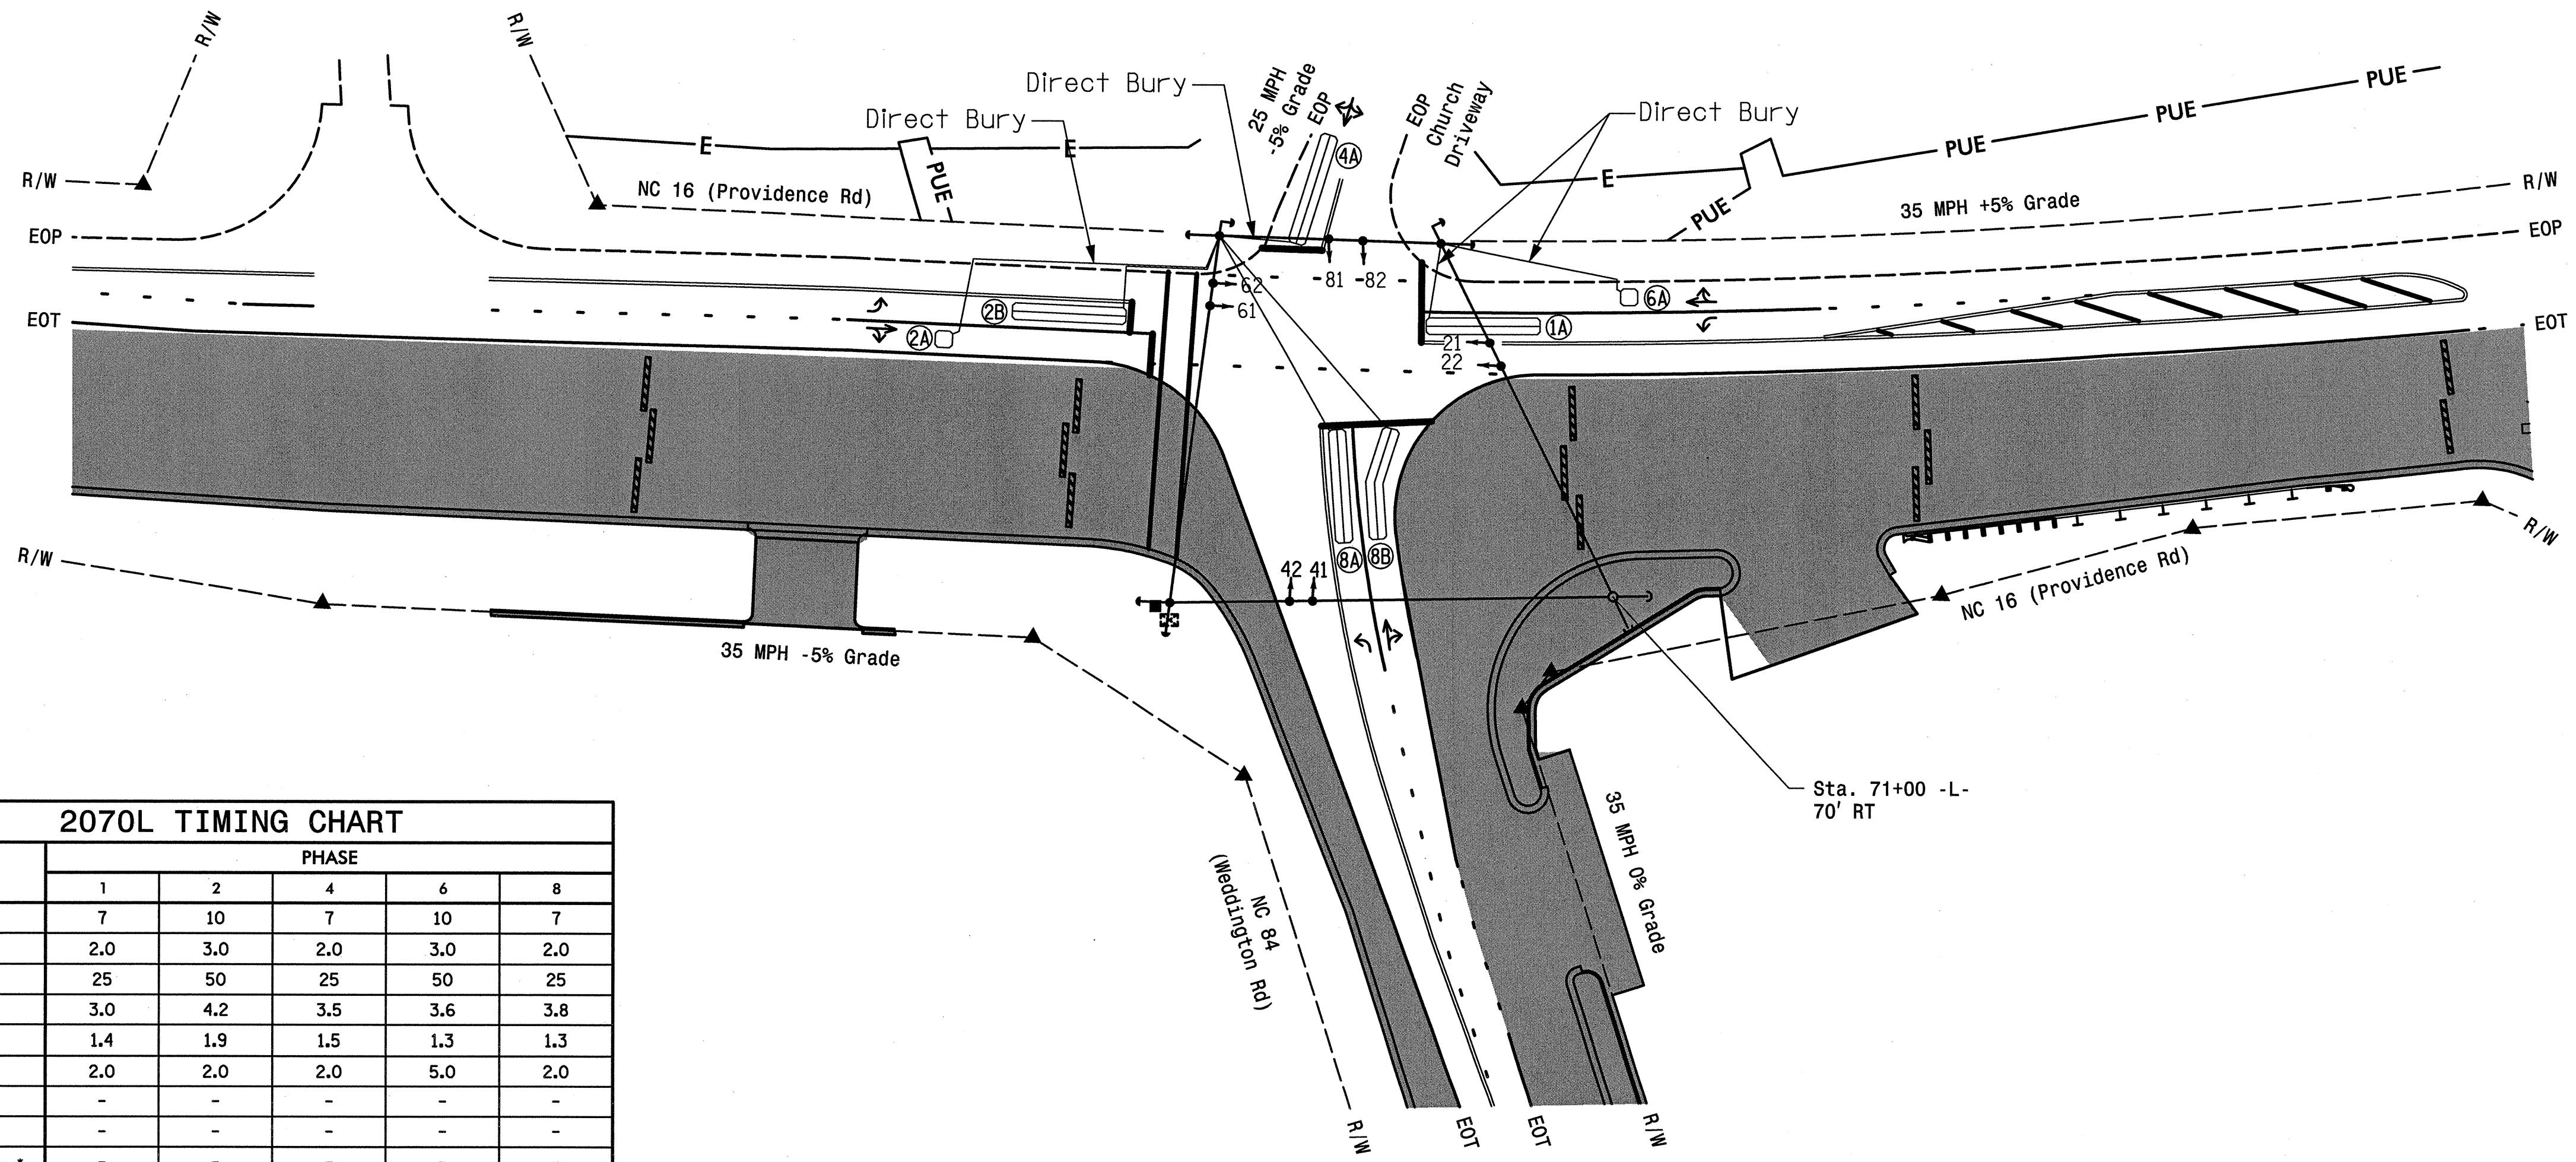 R/W
R/W
Direct Bury
25 MPH
-5% Grade
EOP
EOP
Church
Driveway
Direct Bury
Direct Bury
PUE
PUE
PUE
PUE
E
E
E
4A
R/W
NC 16 (Providence Rd)
PUE
PUE
35 MPH +5% Grade
R/W
EOP
EOP
62
81
82
61
2B
6A
EOT
2A
1A
EOT
21
22
R/W
8A
8B
42 41
R/W
NC 16 (Providence Rd)
35 MPH -5% Grade
Sta. 71+00 -L-
70' RT
35 MPH 0% Grade
NC 84
(Weddington Rd)
R/W
EOT
EOT
R/W
2070L TIMING CHART
PHASE
1 2 4 6 8
7 10 7 10 7
2.0 3.0 2.0 3.0 2.0
25 50 25 50 25
3.0 4.2 3.5 3.6 3.8
1.4 1.9 1.5 1.3 1.3
2.0 2.0 2.0 5.0 2.0
- - - - -
- - - - -
* - - - - -